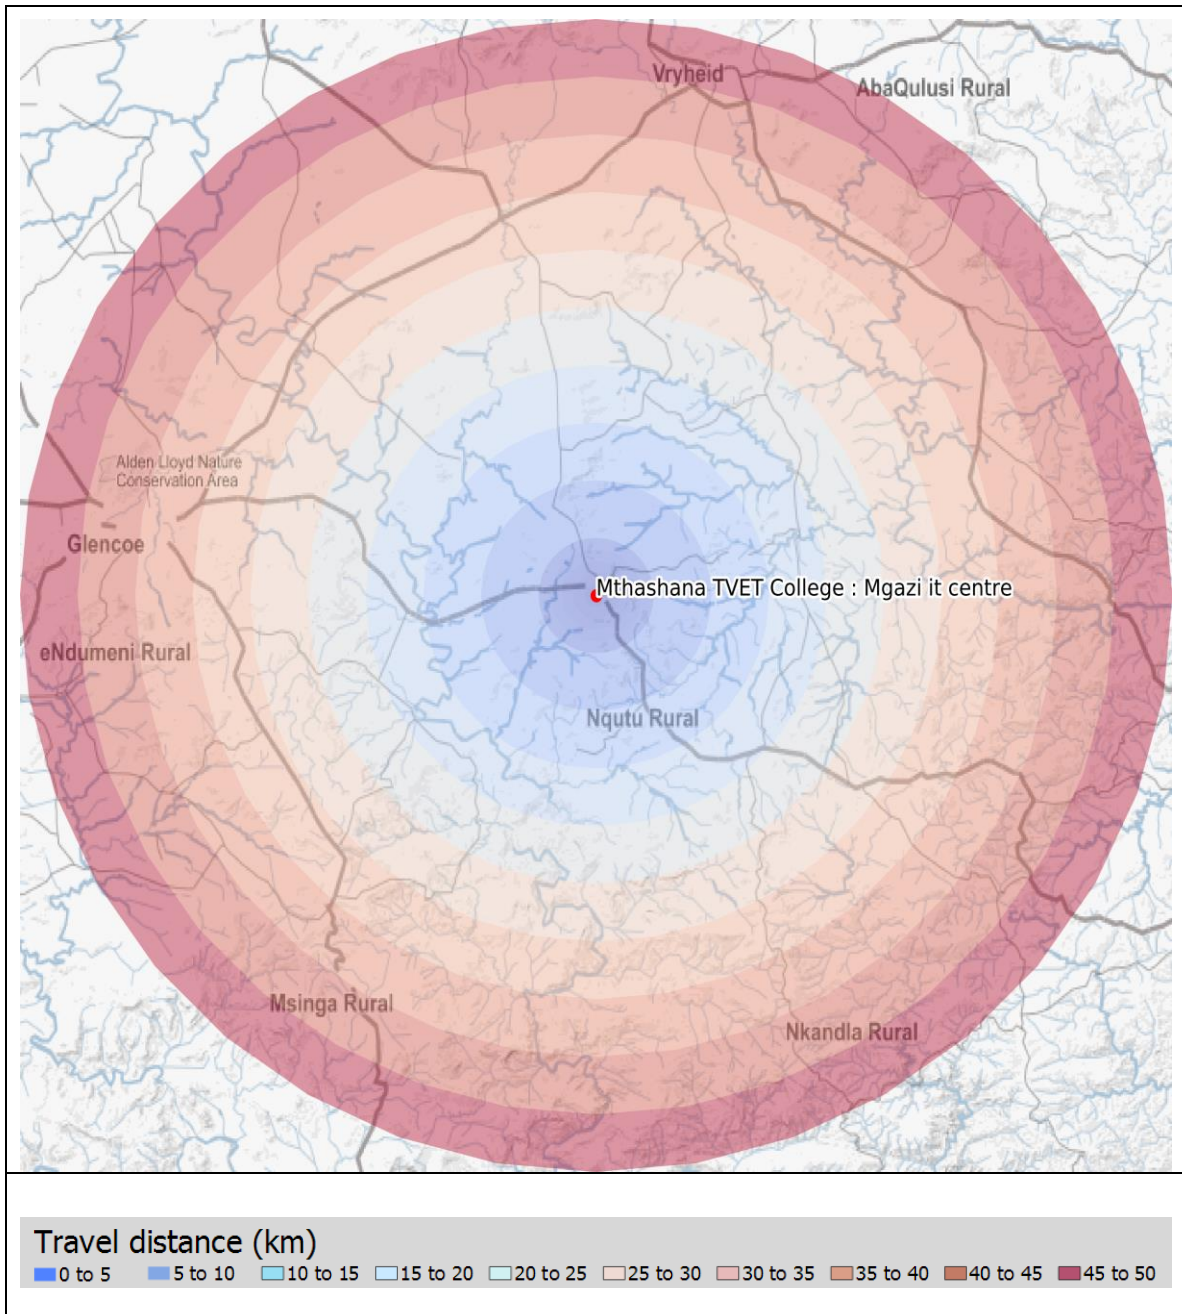 Vryheid
AbaQulusi Rural
Alden Lloyd Nature
Conservation Area
Glencoe
Mthashana TVET College : Mgazi it centre
eNdumeni Rural
Nqutu Rural
Msinga Rural
Nkandla Rural
Travel distance (km)
0 to 5 5 to 10 10 to 15 15 to 20 20 to 25 25 to 30 30 to 35 35 to 40 40 to 45 45 to 50